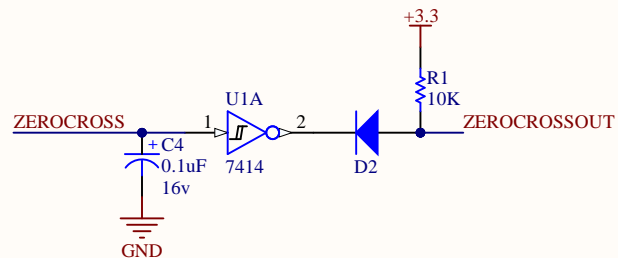 +3.3
R1
10K
U1A
ZEROCROSS
1
2
ZEROCROSSOUT
+
C4
0.1uF
16v
7414
D2
GND